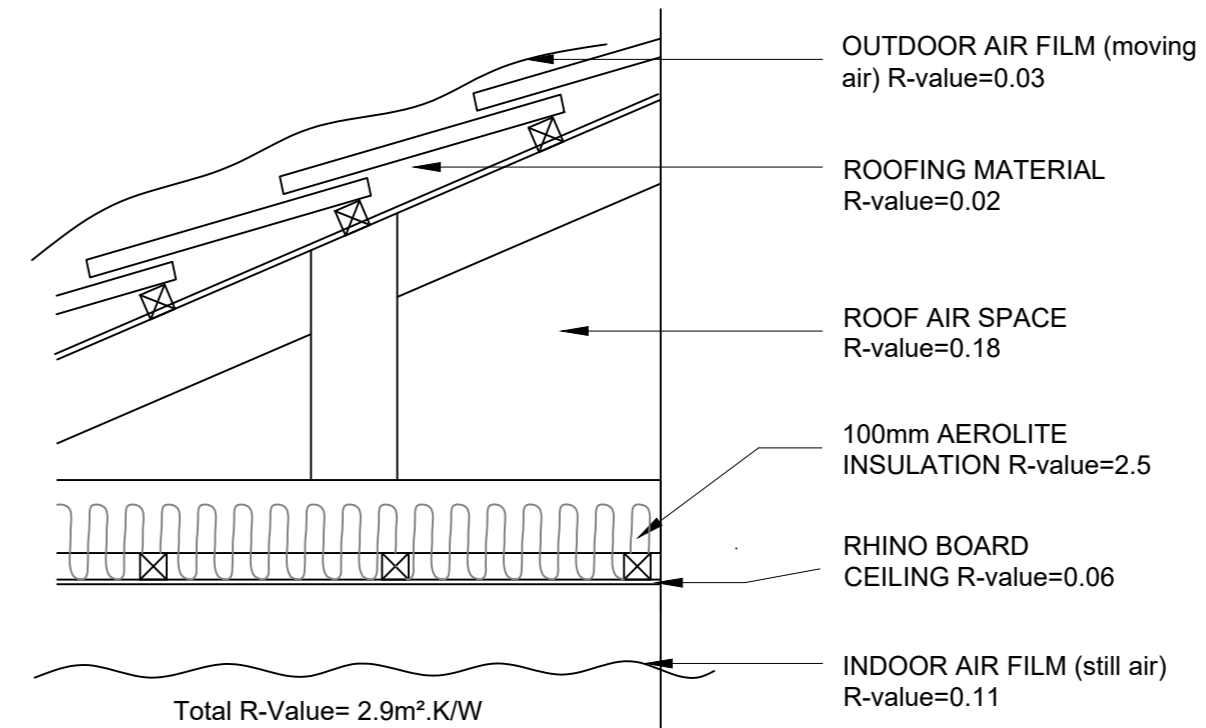 OUTDOOR AIR FILM (moving
air) R-value=0.03
ROOFING MATERIAL
R-value=0.02
ROOF AIR SPACE
R-value=0.18
100mm AEROLITE
INSULATION R-value=2.5
RHINO BOARD
CEILING R-value=0.06
INDOOR AIR FILM (still air)
R-value=0.11
Total R-Value= 2.9m².K/W